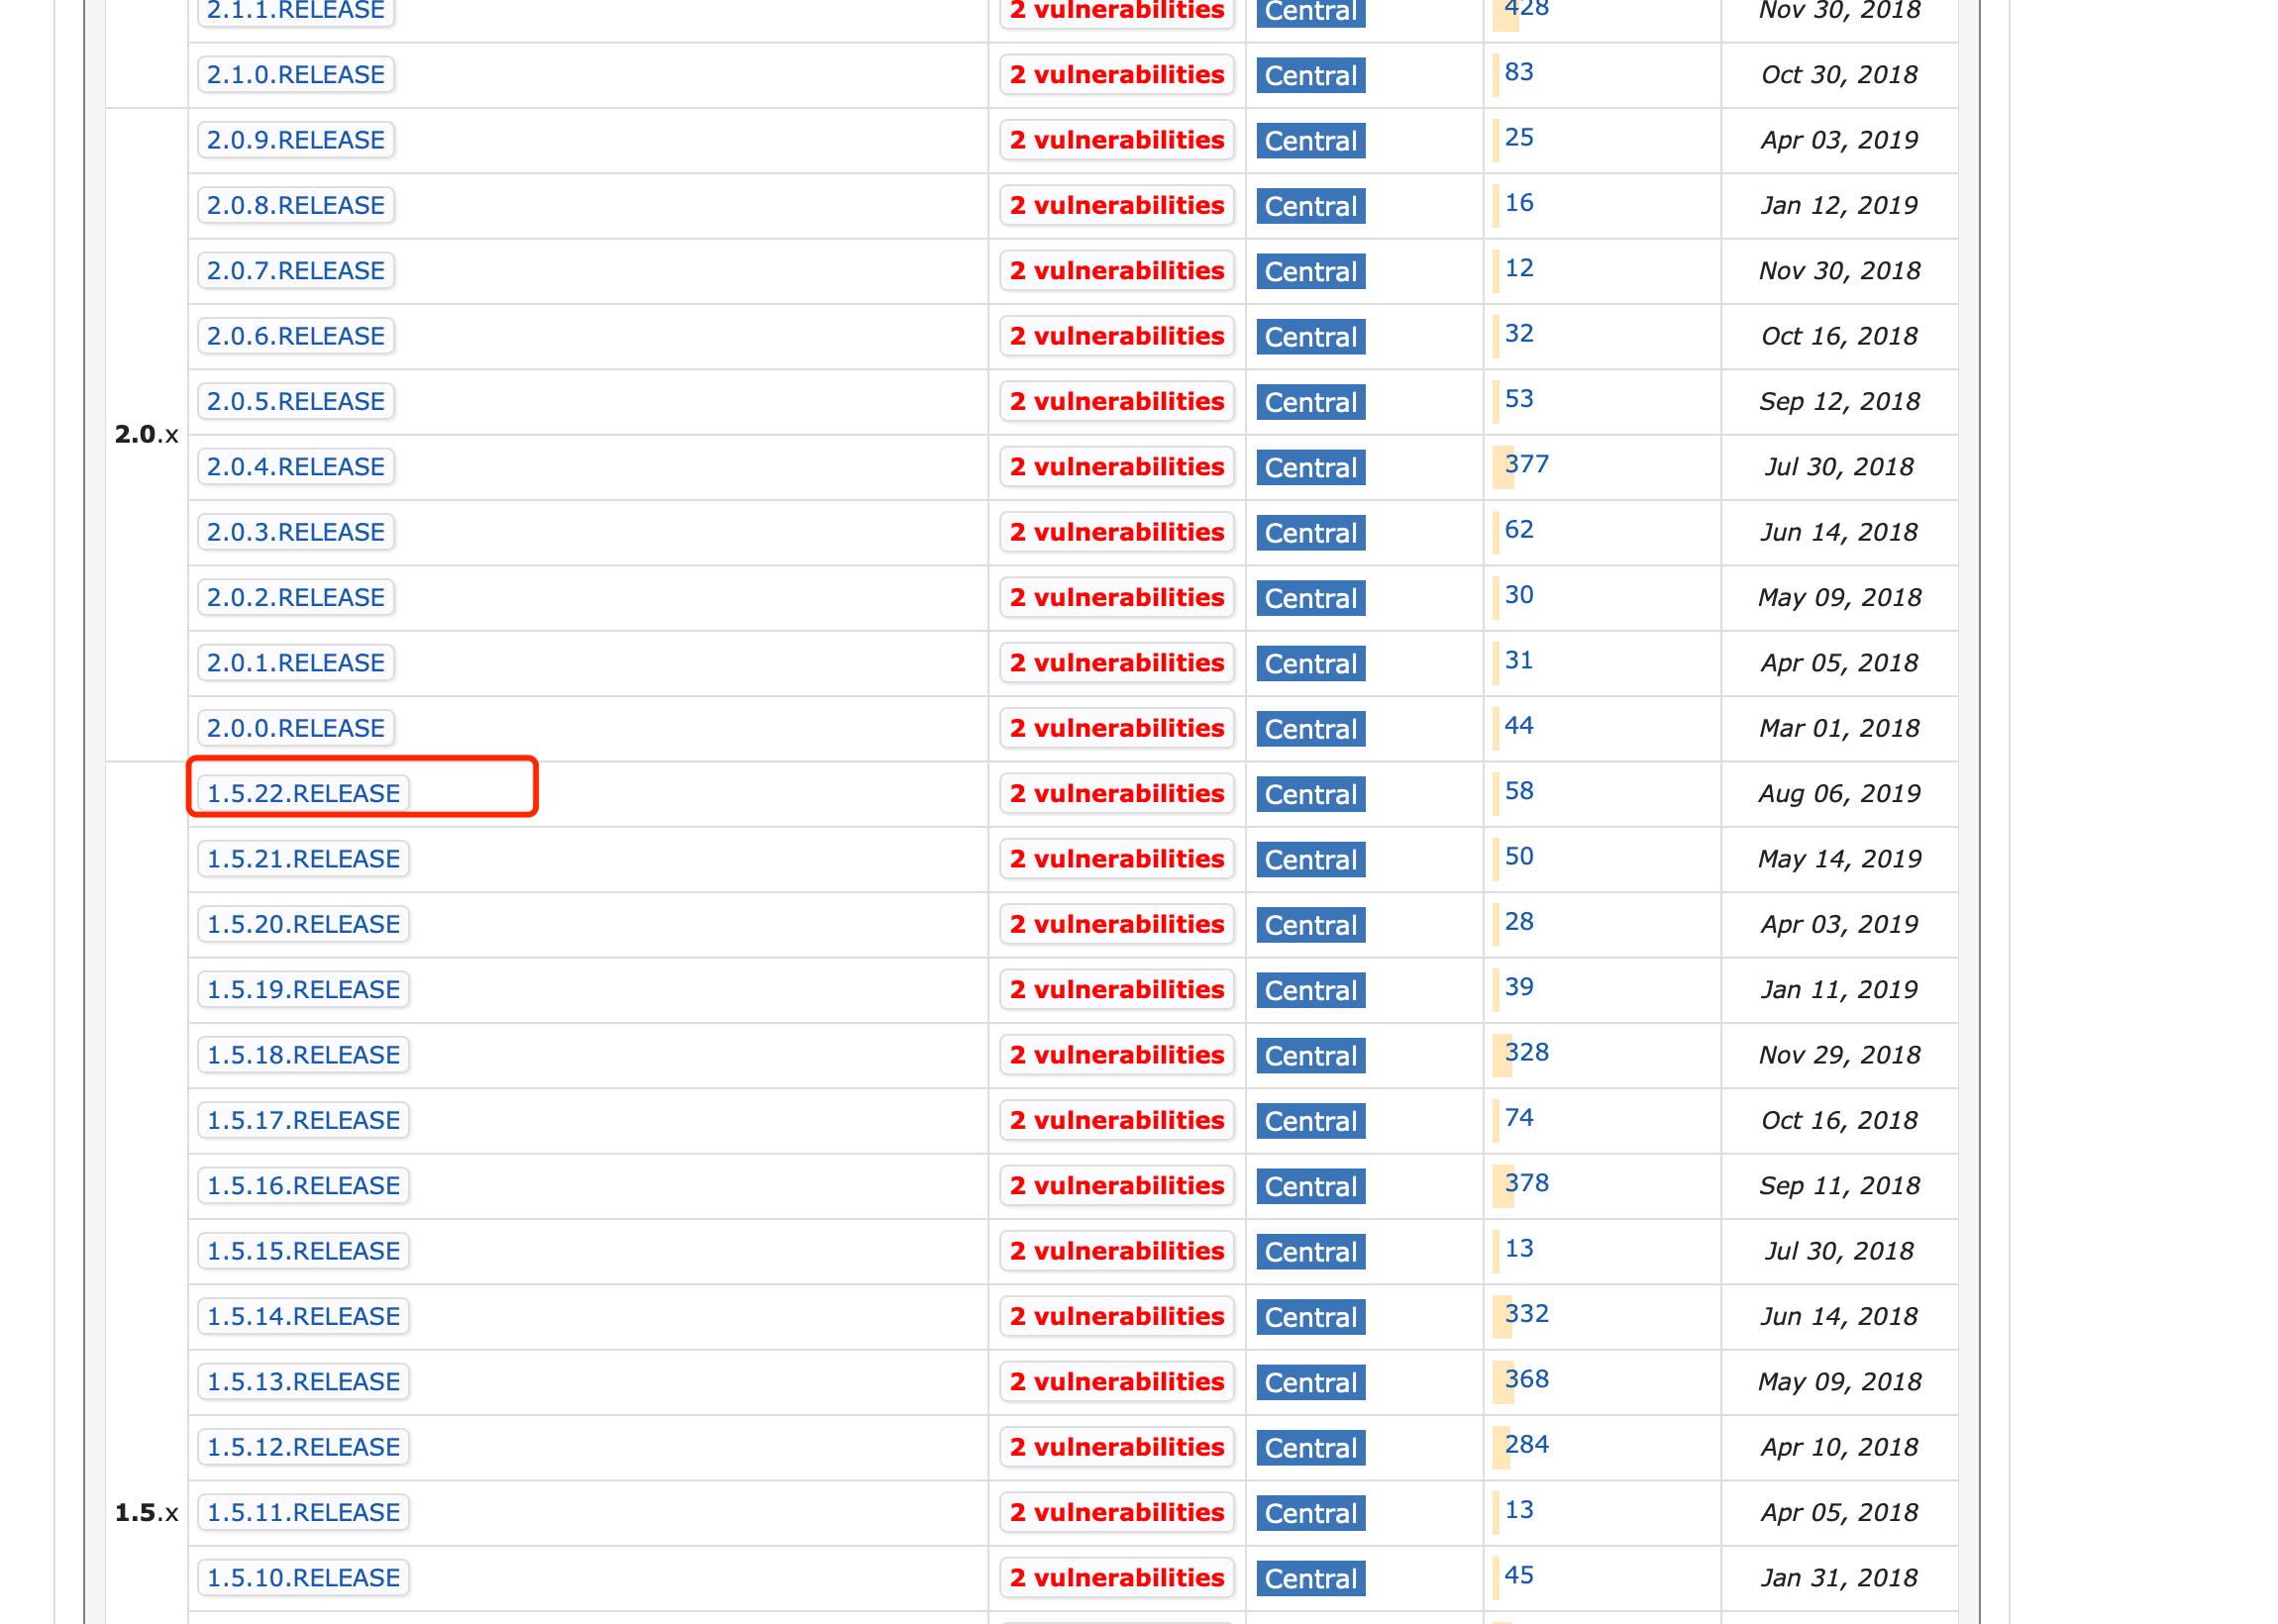 2.1.1.RELEASE 2 vulnerabilities Central 428 Nov 30, 2018
2.1.0.RELEASE 2 vulnerabilities Central 83 Oct 30, 2018
2.0.9.RELEASE 2 vulnerabilities Central 25 Apr 03, 2019
2.0.8.RELEASE 2 vulnerabilities Central 16 Jan 12, 2019
2.0.7.RELEASE 2 vulnerabilities Central 12 Nov 30, 2018
2.0.6.RELEASE 2 vulnerabilities Central 32 Oct 16, 2018
2.0.5.RELEASE 2 vulnerabilities Central 53 Sep 12, 2018
2.0.x
2.0.4.RELEASE 2 vulnerabilities Central 377 Jul 30, 2018
2.0.3.RELEASE 2 vulnerabilities Central 62 Jun 14, 2018
2.0.2.RELEASE 2 vulnerabilities Central 30 May 09, 2018
2.0.1.RELEASE 2 vulnerabilities Central 31 Apr 05, 2018
2.0.0.RELEASE 2 vulnerabilities Central 44 Mar 01, 2018
1.5.22.RELEASE 2 vulnerabilities Central 58 Aug 06, 2019
1.5.21.RELEASE 2 vulnerabilities Central 50 May 14, 2019
1.5.20.RELEASE 2 vulnerabilities Central 28 Apr 03, 2019
1.5.19.RELEASE 2 vulnerabilities Central 39 Jan 11, 2019
1.5.18.RELEASE 2 vulnerabilities Central 328 Nov 29, 2018
1.5.17.RELEASE 2 vulnerabilities Central 74 Oct 16, 2018
1.5.16.RELEASE 2 vulnerabilities Central 378 Sep 11, 2018
1.5.15.RELEASE 2 vulnerabilities Central 13 Jul 30, 2018
1.5.14.RELEASE 2 vulnerabilities Central 332 Jun 14, 2018
1.5.13.RELEASE 2 vulnerabilities Central 368 May 09, 2018
1.5.12.RELEASE 2 vulnerabilities Central 284 Apr 10, 2018
1.5.x 1.5.11.RELEASE 2 vulnerabilities Central 13 Apr 05, 2018
1.5.10.RELEASE 2 vulnerabilities Central 45 Jan 31, 2018